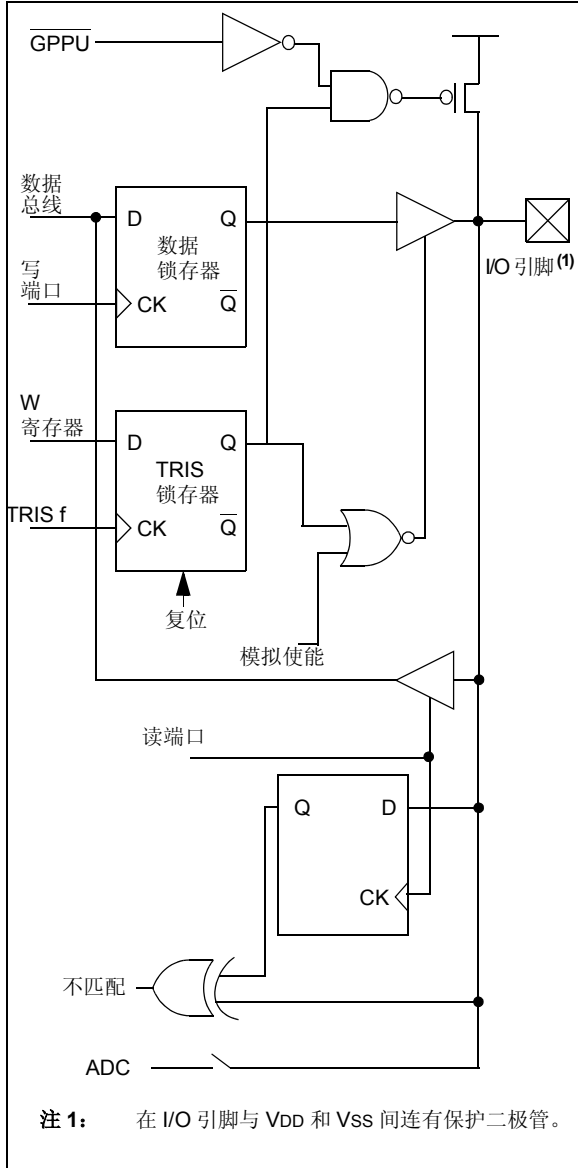 GPPU
数据
总线
D Q
数据
锁存器
写
端口
CK Q
I/O 引脚(1)
W
寄存器
D Q
TRIS
锁存器
TRIS f
CK Q
复位
模拟使能
读端口
Q D
CK
不匹配
ADC
注 1： 在 I/O 引脚与 VDD 和 VSS 间连有保护二极管。